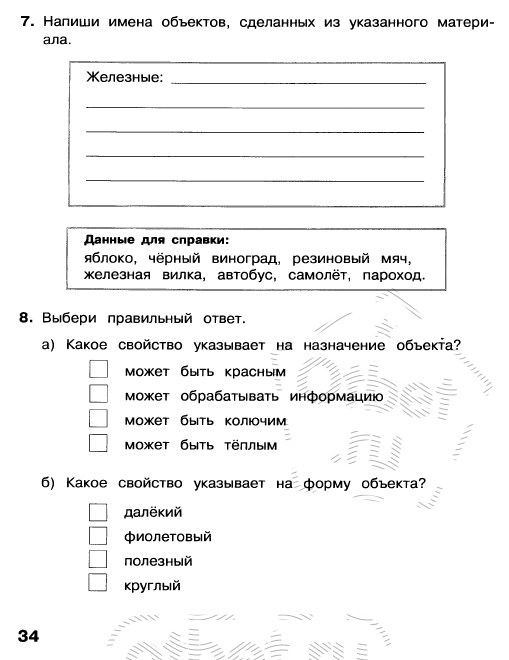 7. Напиши имена объектов, сделанных из указанного матери-
ала.
Железные:
Данные для справки:
яблоко, чёрный виноград, резиновый мяч,
железная вилка, автобус, самолёт, пароход.
8. Выбери правильный ответ.
а) Какое свойство указывает на назначение объекта?
может быть красным
может обрабатывать информацию
может быть колючим
может быть тёплым
б) Какое свойство указывает на форму объекта?
далёкий
фиолетовый
полезный
круглый
34